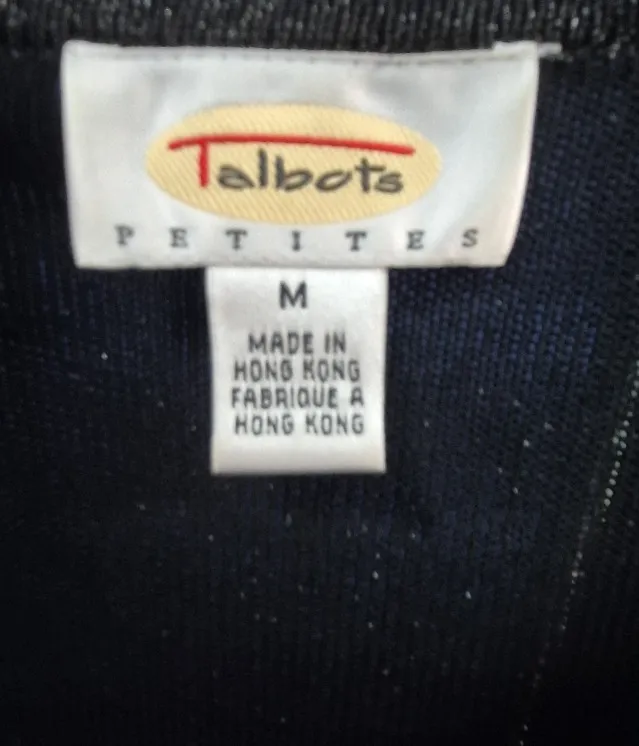 Talbots
PETITES
M
MADE IN
HONG KONG
FABRIQUE A
HONG KONG